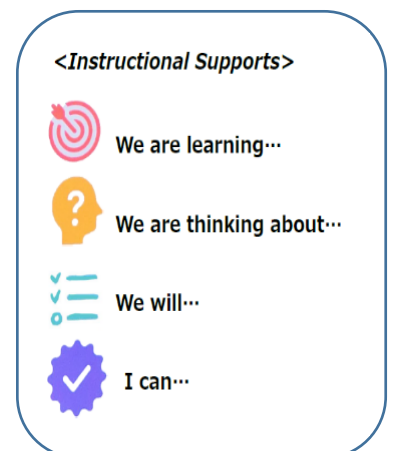 <Instructional Supports>
We are learning⋯
We are thinking about⋯
We will⋯
I can⋯